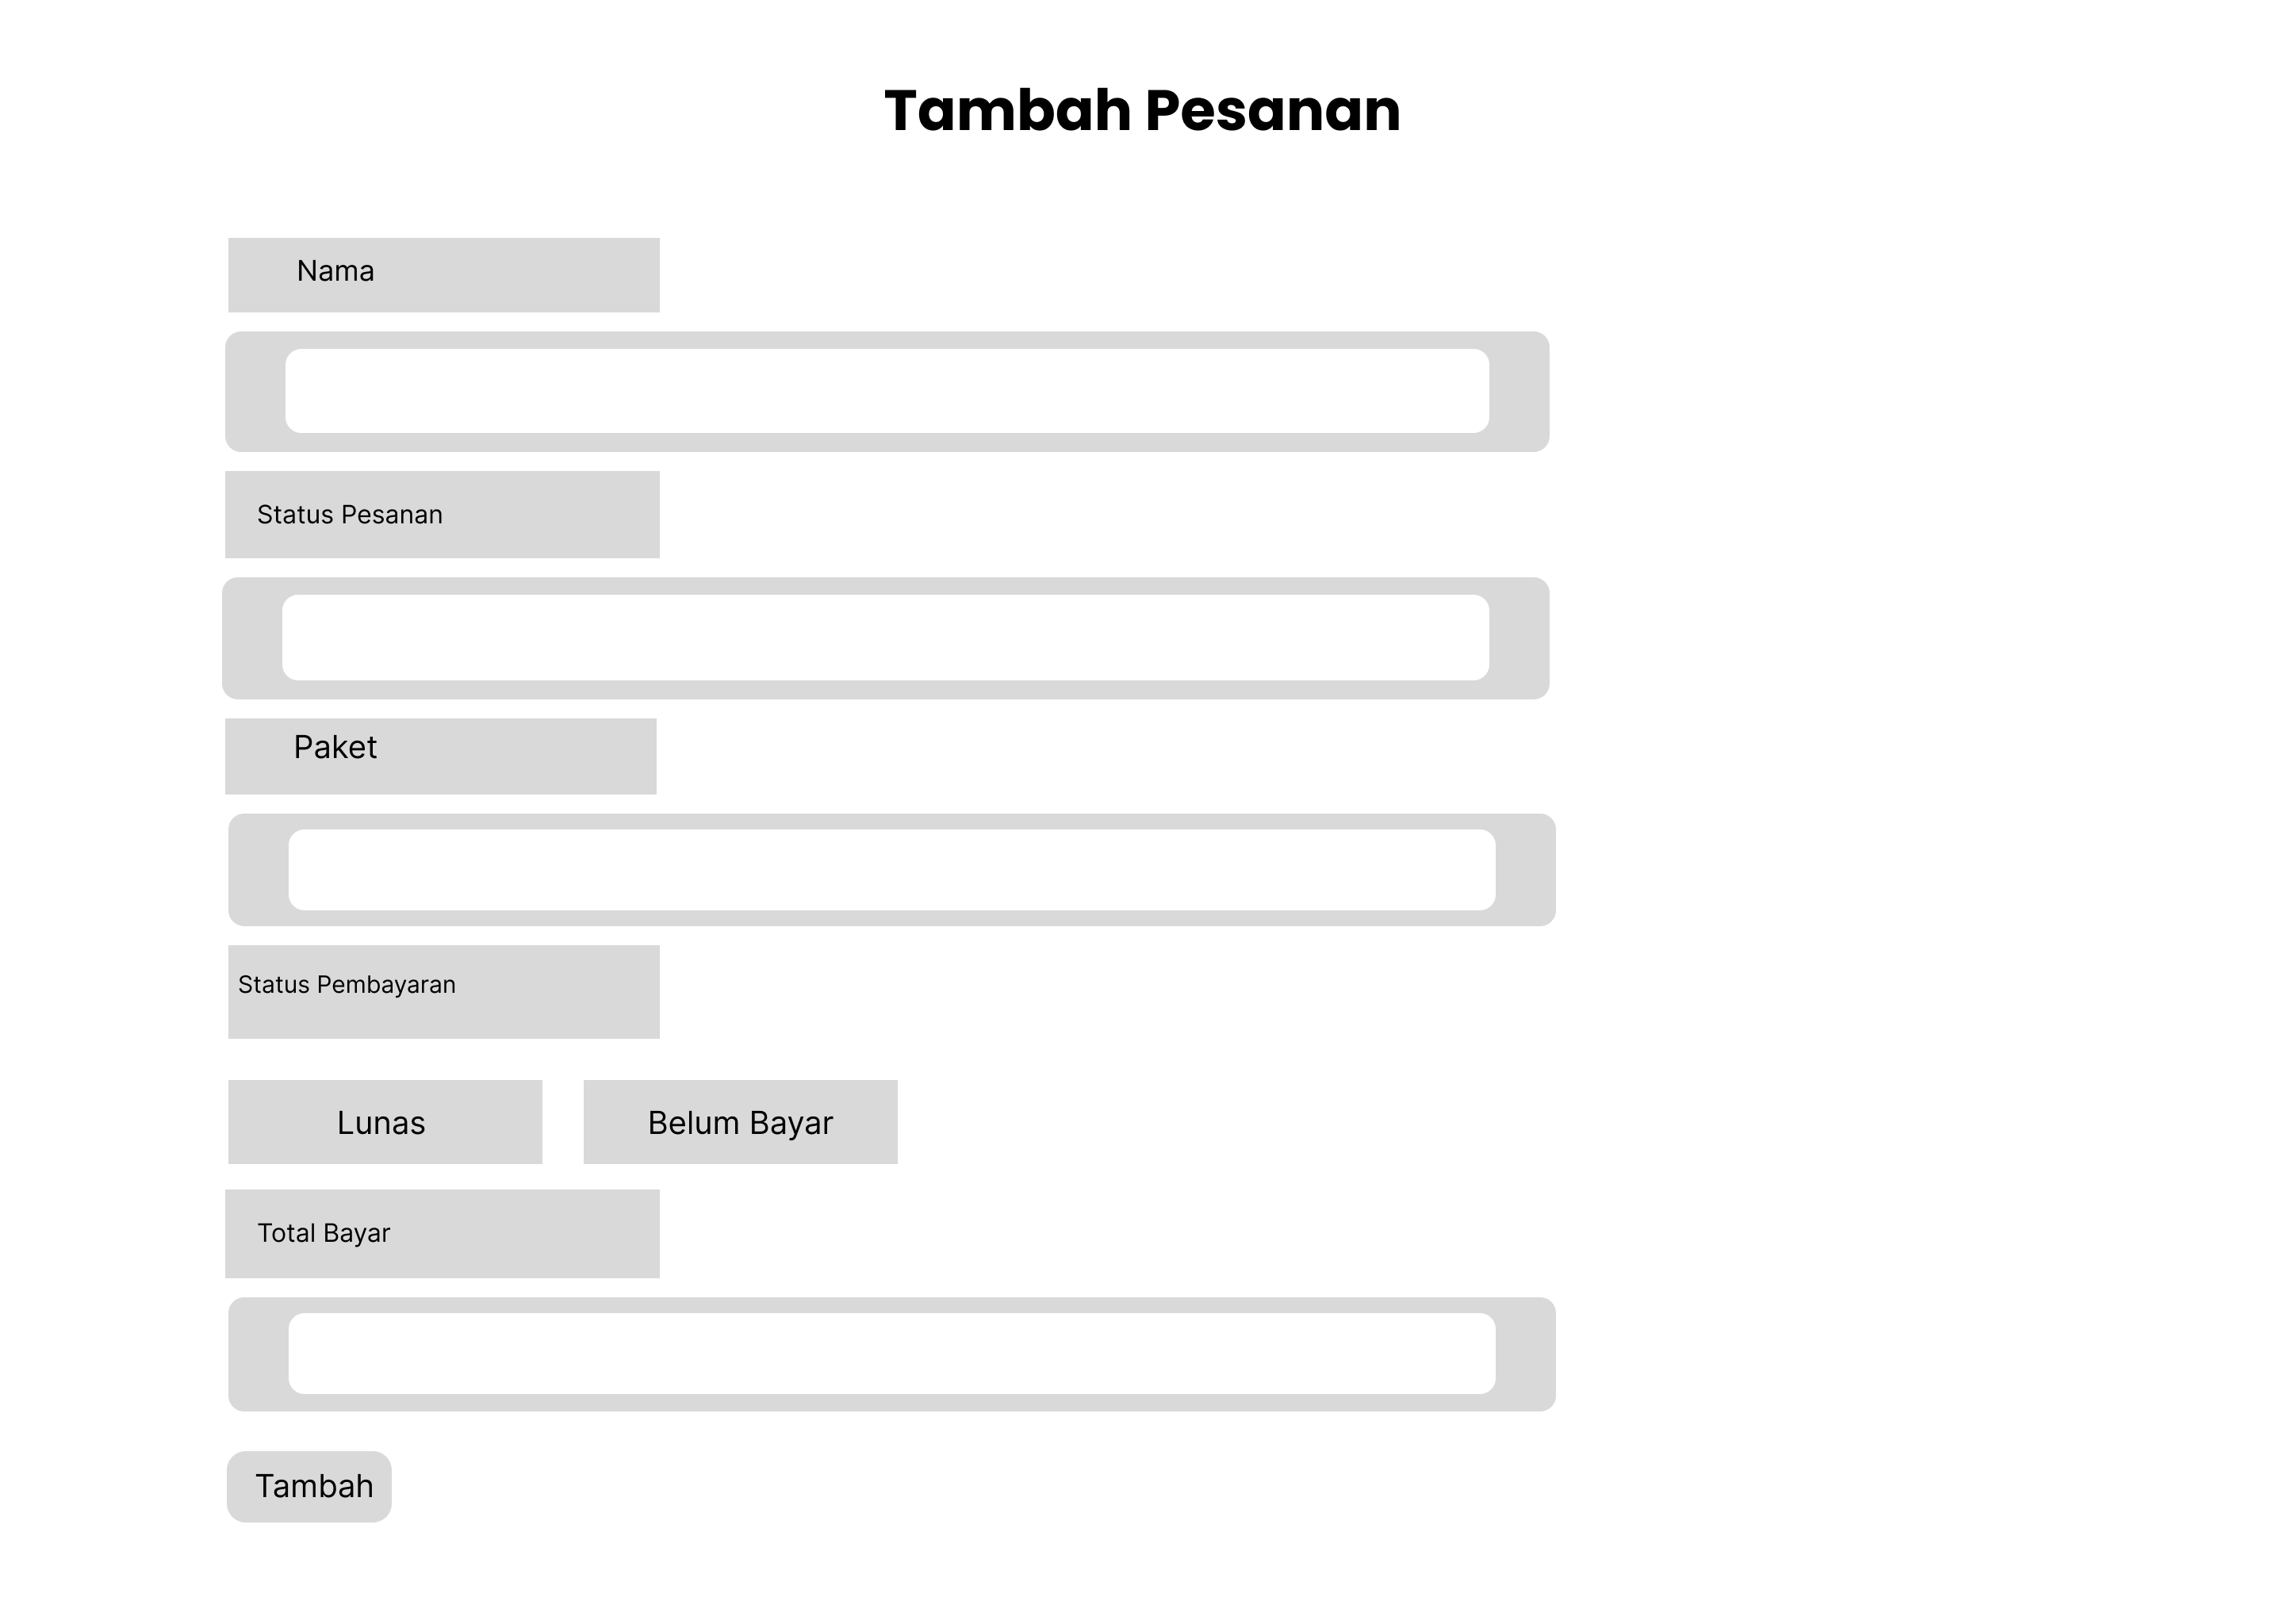 Tambah Pesanan
Nama
Status Pesanan
Paket
Status Pembayaran
Lunas
Belum Bayar
Total Bayar
Tambah